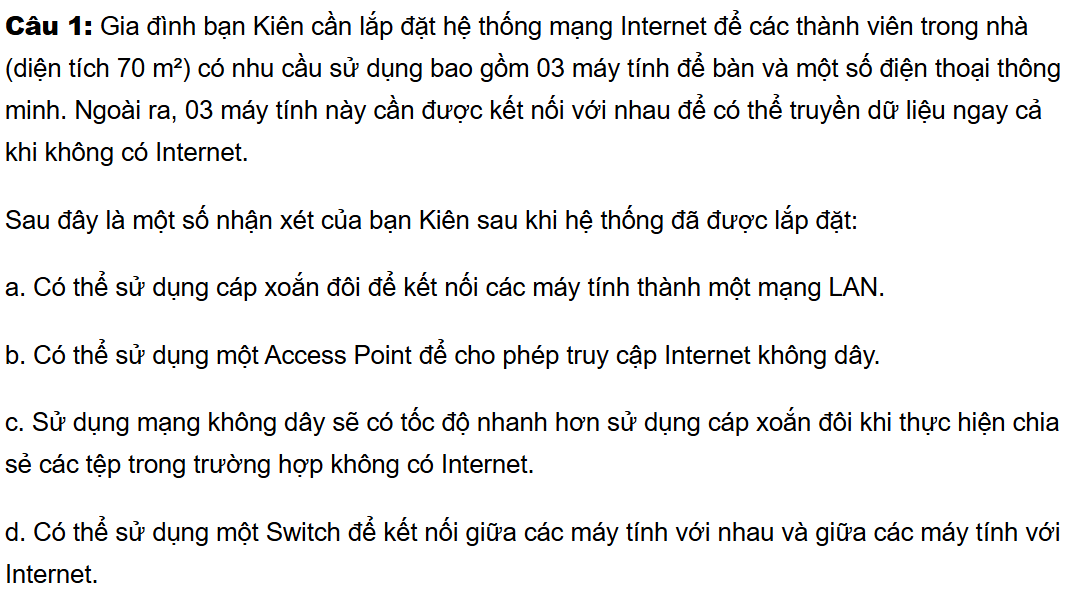 Câu 1: Gia đình bạn Kiên cần lắp đặt hệ thống mạng Internet để các thành viên trong nhà
(diện tích 70 m²) có nhu cầu sử dụng bao gồm 03 máy tính để bàn và một số điện thoại thông
minh. Ngoài ra, 03 máy tính này cần được kết nối với nhau để có thể truyền dữ liệu ngay cả
khi không có Internet.
Sau đây là một số nhận xét của bạn Kiên sau khi hệ thống đã được lắp đặt:
a. Có thể sử dụng cáp xoắn đôi để kết nối các máy tính thành một mạng LAN.
b. Có thể sử dụng một Access Point để cho phép truy cập Internet không dây.
c. Sử dụng mạng không dây sẽ có tốc độ nhanh hơn sử dụng cáp xoắn đôi khi thực hiện chia
sẻ các tệp trong trường hợp không có Internet.
d. Có thể sử dụng một Switch để kết nối giữa các máy tính với nhau và giữa các máy tính với
Internet.